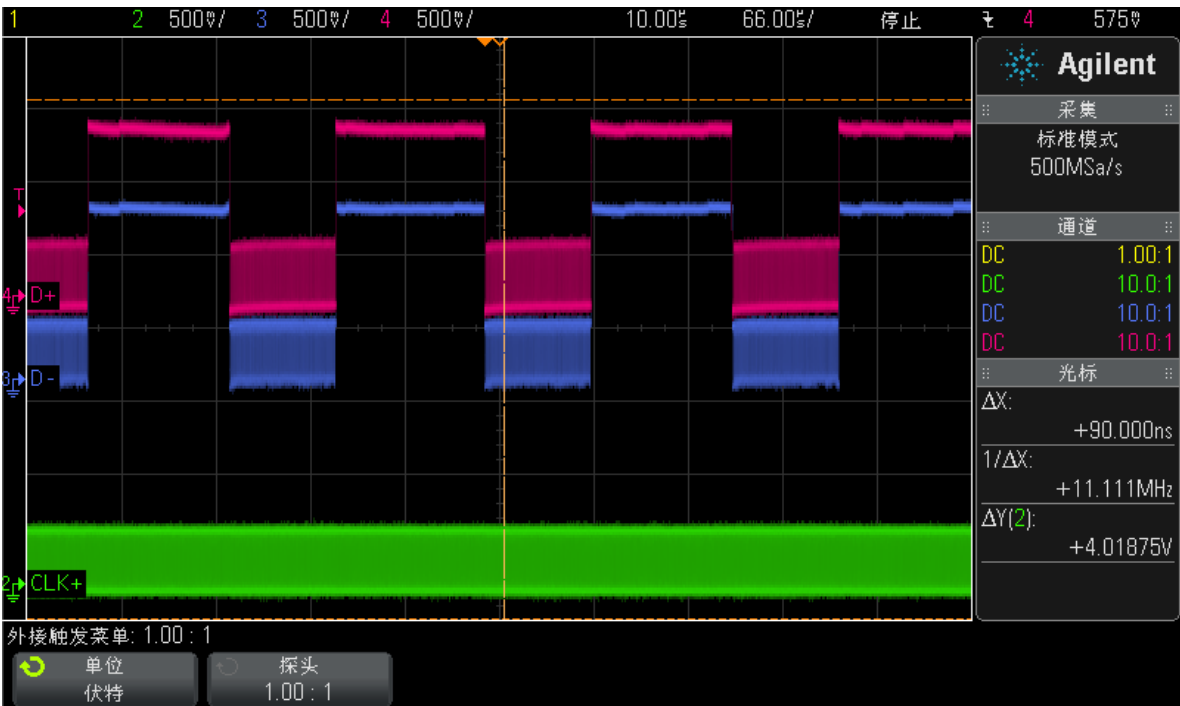 1 2 500mV/ 3 500mV/ 4 500mV/ 10.00us 66.00us/ 停止 4 575mV
Agilent
采集
标准模式
500MSa/s
通道
DC 1.00:1
DC 10.0:1
DC 10.0:1
DC 10.0:1
光标
ΔX:
+90.000ns
1/ΔX:
+11.111MHz
ΔY(2):
+4.01875V
T
4 D+
3 D-
2 CLK+
外接触发菜单: 1.00 : 1
单位
伏特
探头
1.00 : 1